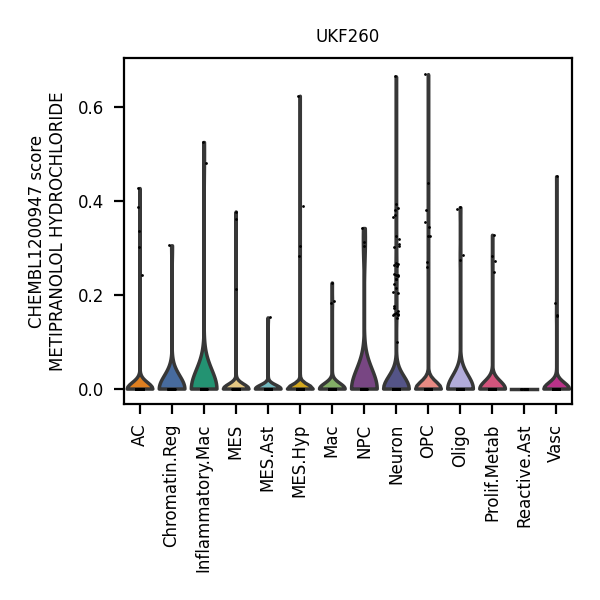 UKF260
CHEMBL1200947 score
METIPRANOLOL HYDROCHLORIDE
0.6
0.4
0.2
0.0
AC
Chromatin.Reg
Inflammatory.Mac
MES
MES.Ast
MES.Hyp
Mac
NPC
Neuron
OPC
Oligo
Prolif.Metab
Reactive.Ast
Vasc